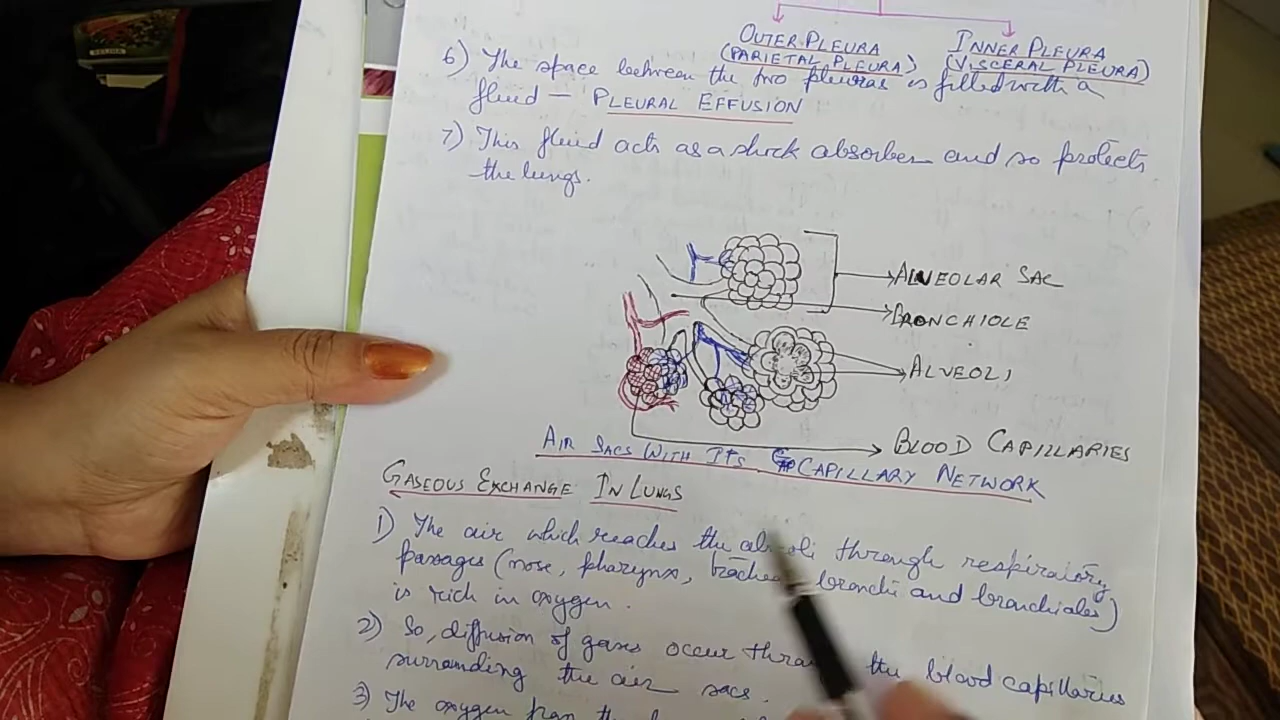 OUTER PLEURA
(PARIETAL PLEURA)
INNER PLEURA
(VISCERAL PLEURA)
6) The space between the two pleuras is filled with a
fluid — PLEURAL EFFUSION
7) This fluid acts as a shock absorber and so protects
the lungs.
ALVEOLAR SAC
BRONCHIOLE
ALVEOLI
BLOOD CAPILLARIES
AIR SACS WITH ITS CAPILLARY NETWORK
GASEOUS EXCHANGE IN LUNGS
1) The air which reaches the alveoli through respiratory
passages (nose, pharynx, trachea, bronchi and bronchioles)
is rich in oxygen.
2) So, diffusion of gases occur through the blood capillaries
surrounding the air sacs.
3) The oxygen from the